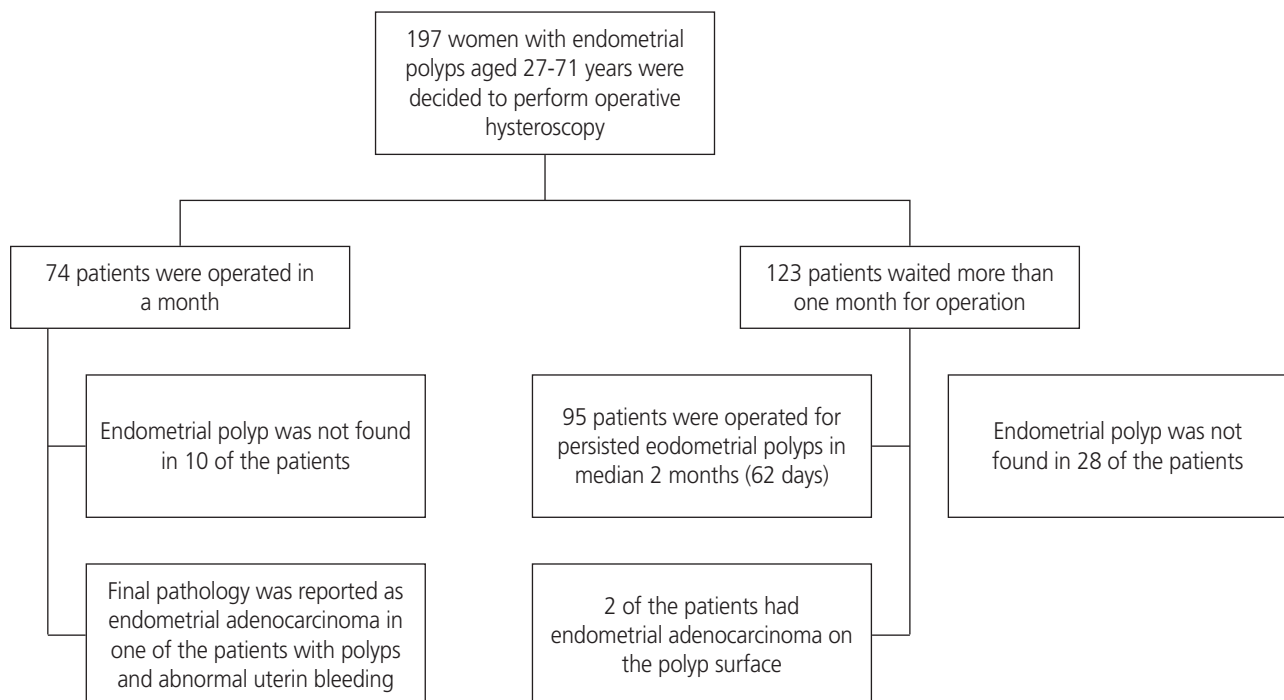 197 women with endometrial
polyps aged 27-71 years were
decided to perform operative
hysteroscopy
74 patients were operated in
a month
123 patients waited more than
one month for operation
Endometrial polyp was not found
in 10 of the patients
95 patients were operated for
persisted eodometrial polyps in
median 2 months (62 days)
Endometrial polyp was not
found in 28 of the patients
Final pathology was reported as
endometrial adenocarcinoma in
one of the patients with polyps
and abnormal uterin bleeding
2 of the patients had
endometrial adenocarcinoma on
the polyp surface